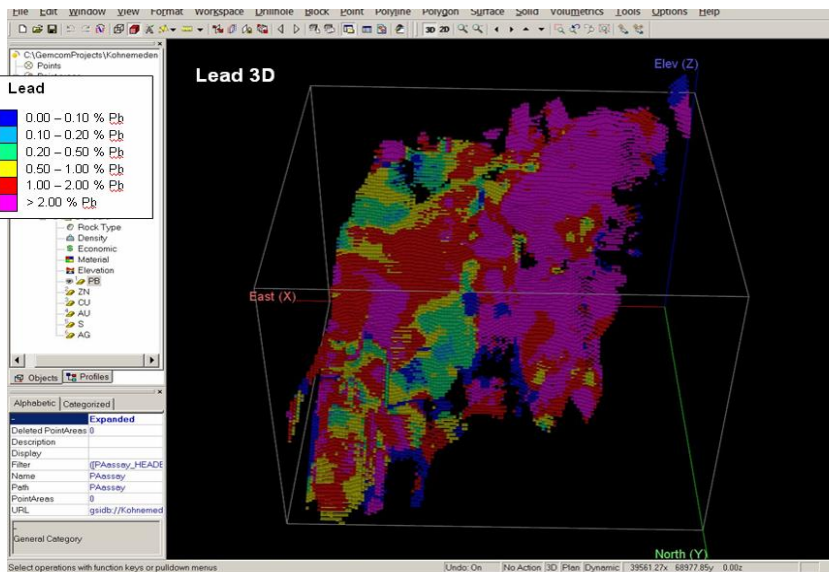 File Edit Window View Format Workspace Drillhole Block Point Polyline Polygon Surface Solid Volumetrics Tools Options Help
3D 2D
C:\GemcomProjects\Kohnemeden
Points
Lead
0.00 – 0.10 % Pb
0.10 – 0.20 % Pb
0.20 – 0.50 % Pb
0.50 – 1.00 % Pb
1.00 – 2.00 % Pb
> 2.00 % Pb
Rock Type
Density
Economic
Material
Elevation
PB
ZN
CU
AU
S
AG
Objects Profiles
Alphabetic Categorized
- Expanded
Deleted PointAreas 0
Description
Display
Filter ([PAassay_HEADE
Name PAassay
Path PAassay
PointAreas 0
URL gsidb://Kohnemed
-
General Category
Lead 3D
Elev (Z)
East (X)
North (Y)
Select operations with function keys or pulldown menus
Undo: On No Action 3D Plan Dynamic 39561.27x 68977.85y 0.00z